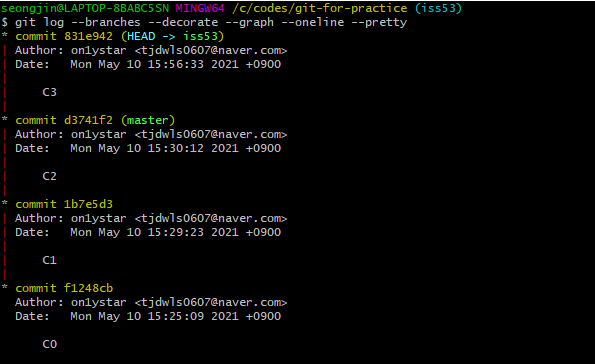 seongjin@LAPTOP-8BABC5SN MINGW64 /c/codes/git-for-practice (iss53)
$ git log --branches --decorate --graph --oneline --pretty
* commit 831e942 (HEAD -> iss53)
| Author: on1ystar <tjdwls0607@naver.com>
| Date:   Mon May 10 15:56:33 2021 +0900
|
|     C3
|
* commit d3741f2 (master)
| Author: on1ystar <tjdwls0607@naver.com>
| Date:   Mon May 10 15:30:12 2021 +0900
|
|     C2
|
* commit 1b7e5d3
| Author: on1ystar <tjdwls0607@naver.com>
| Date:   Mon May 10 15:29:23 2021 +0900
|
|     C1
|
* commit f1248cb
  Author: on1ystar <tjdwls0607@naver.com>
  Date:   Mon May 10 15:25:09 2021 +0900

      C0